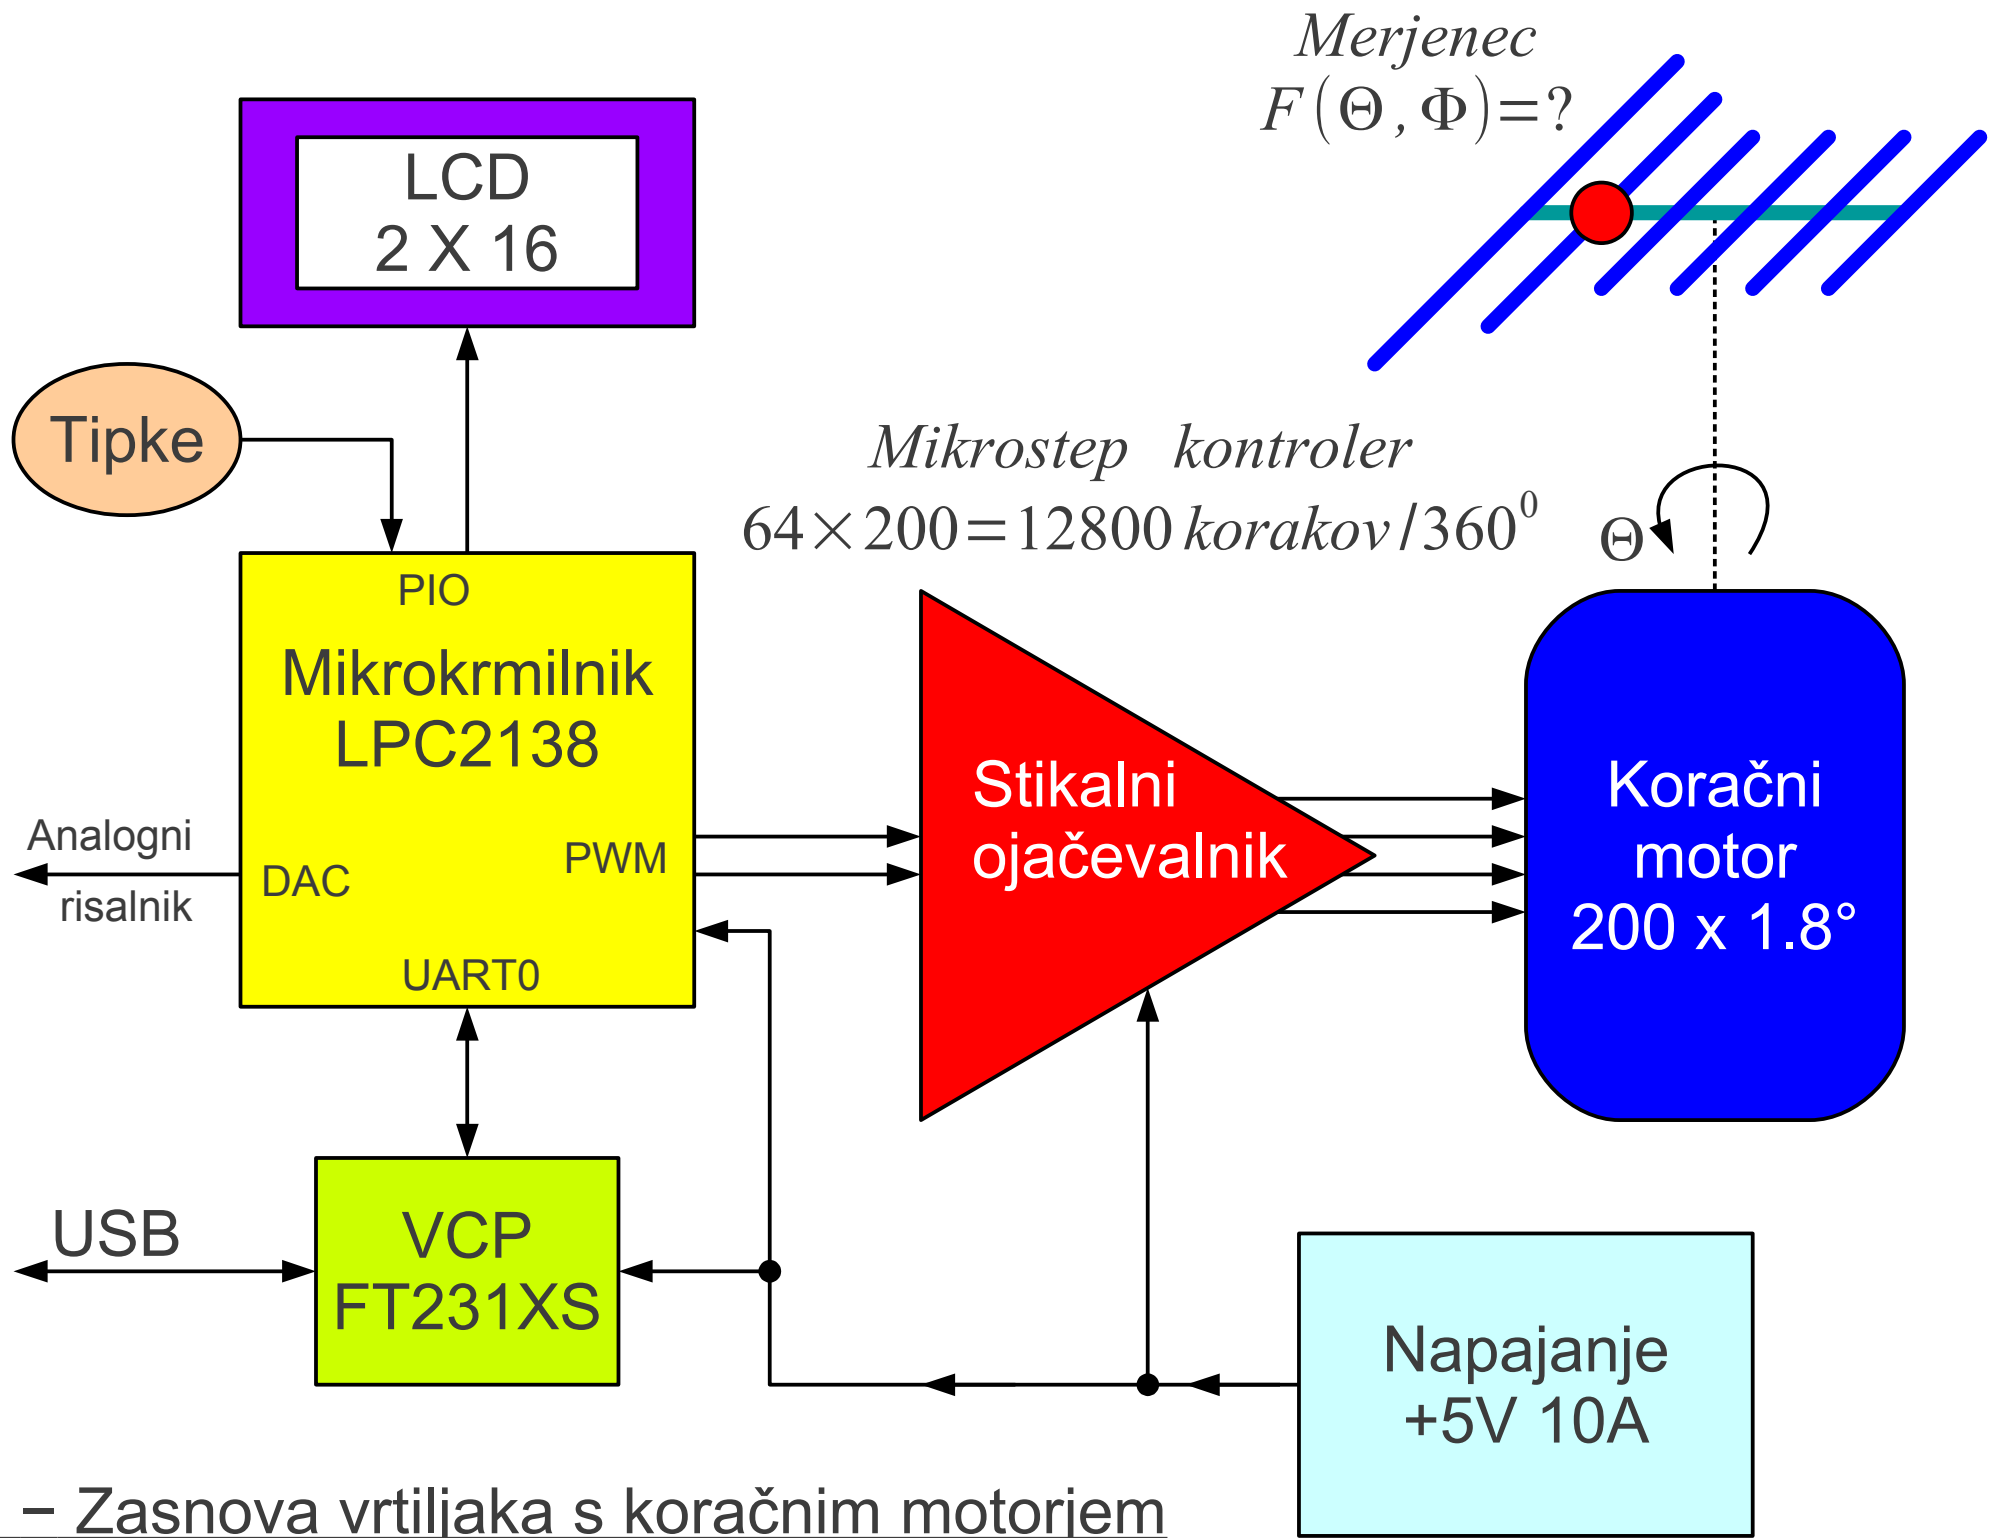 Merjenec
F(Θ,Φ)=?
LCD
2 X 16
Tipke
Mikrostep kontroler
64×200=12800 korakov/360⁰
Θ
PIO
Mikrokrmilnik
LPC2138
Analogni
risalnik
DAC
PWM
UART0
Stikalni
ojačevalnik
Koračni
motor
200 x 1.8°
USB
VCP
FT231XS
Napajanje
+5V 10A
– Zasnova vrtiljaka s koračnim motorjem